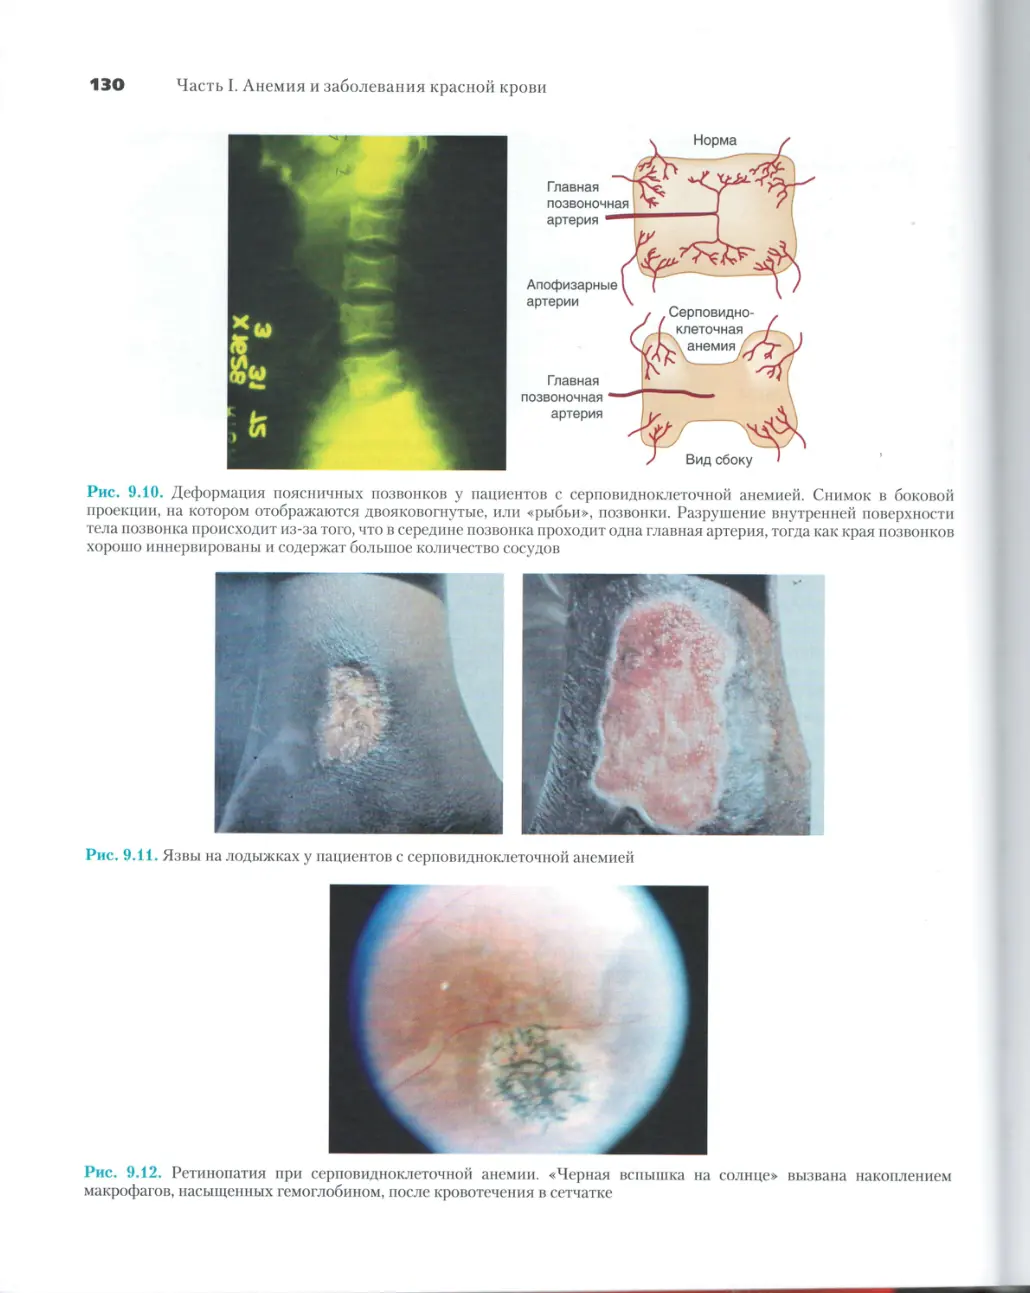 130 Часть I. Анемия и заболевания красной крови
Норма
Главная
позвоночная
артерия
Апофизарные
артерии
Серповидно-
клеточная
анемия
Главная
позвоночная
артерия
Вид сбоку
Рис. 9.10. Деформация поясничных позвонков у пациентов с серповидноклеточной анемией. Снимок в боковой
проекции, на котором отображаются двояковогнутые, или «рыбьи», позвонки. Разрушение внутренней поверхности
тела позвонка происходит из-за того, что в середине позвонка проходит одна главная артерия, тогда как края позвонков
хорошо иннервированы и содержат большое количество сосудов
Рис. 9.11. Язвы на лодыжках у пациентов с серповидноклеточной анемией
Рис. 9.12. Ретинопатия при серповидноклеточной анемии. «Черная вспышка на солнце» вызвана накоплением
макрофагов, насыщенных гемоглобином, после кровотечения в сетчатке